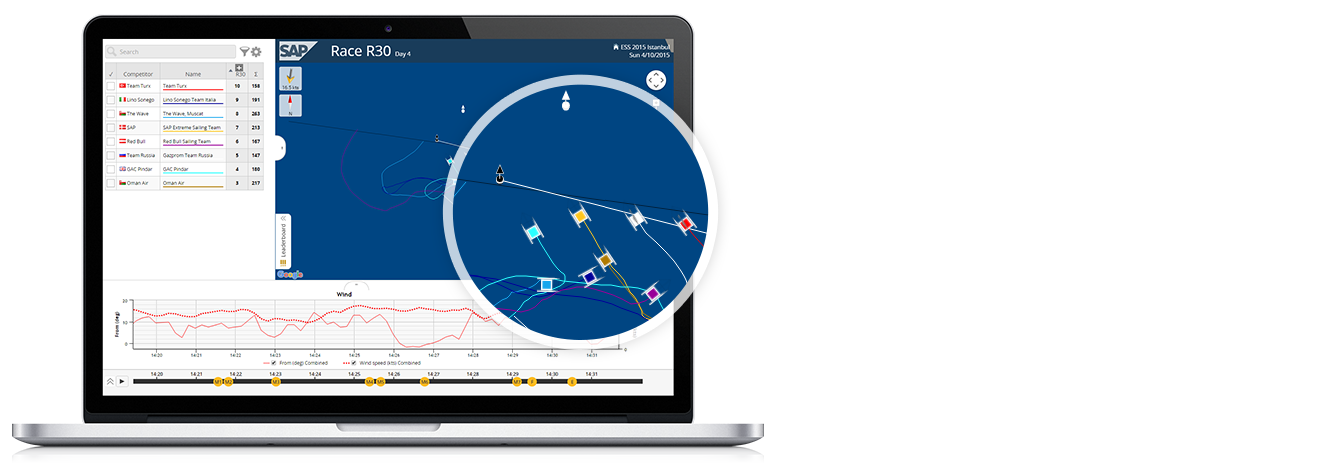 Search
SAP Race R30 Day 4
ESS 2015 Istanbul
Sun 4/10/2015
✓ Competitor Name R30 Σ
Team Turx Team Turx 10 158
Lino Sonego Lino Sonego Team Italia 9 191
The Wave The Wave, Muscat 8 263
SAP SAP Extreme Sailing Team 7 213
Red Bull Red Bull Sailing Team 6 167
Team Russia Gazprom Team Russia 5 147
GAC Pindar GAC Pindar 4 180
Oman Air Oman Air 3 217
16.5 kts
N
Leaderboard
Google
Wind
From (deg)
20
10
0
0
14:20 14:21 14:22 14:23 14:24 14:25 14:26 14:27 14:28 14:29 14:30 14:31
From (deg) Combined Wind speed (kts) Combined
14:20 14:21 14:22 14:23 14:24 14:25 14:26 14:27 14:28 14:29 14:30 14:31
M1 M2 M3 M4 M5 M6 M7 F E